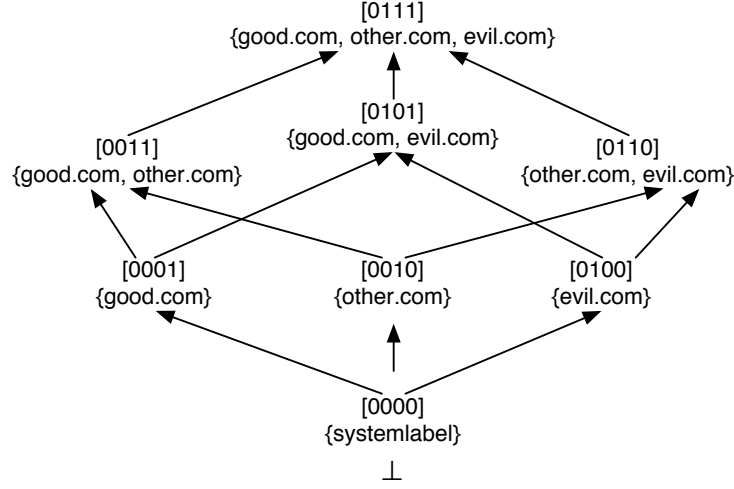 [0111]
{good.com, other.com, evil.com}
[0101]
{good.com, evil.com}
[0011]
{good.com, other.com}
[0110]
{other.com, evil.com}
[0001]
{good.com}
[0010]
{other.com}
[0100]
{evil.com}
[0000]
{systemlabel}
⊥